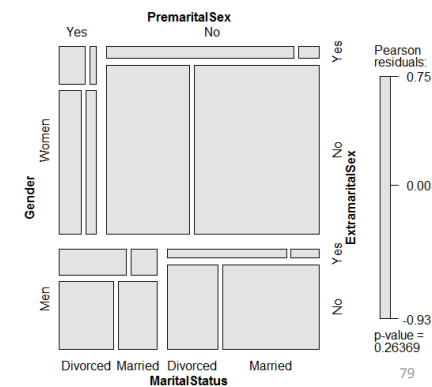 PremaritalSex
Yes No
Pearson
residuals:
0.75
0.00
-0.93
p-value =
0.26369
Gender
Women
Men
Yes
No
Yes
No
ExtramaritalSex
Divorced Married Divorced Married
MaritalStatus
79